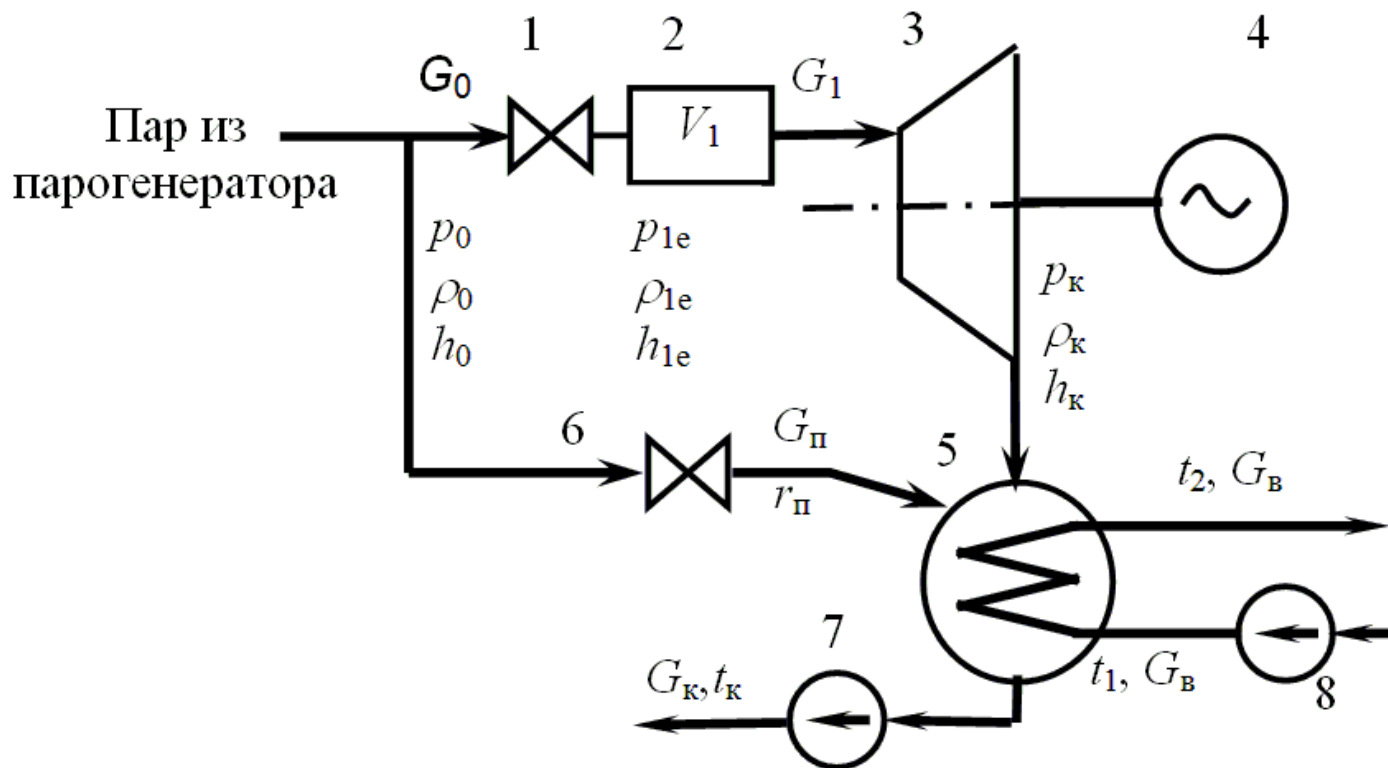 1
2
3
4
G₀
G₁
V₁
Пар из
парогенератора
p₀
ρ₀
h₀
p₁ₑ
ρ₁ₑ
h₁ₑ
pк
ρк
hк
6
Gп
rп
5
t₂, Gв
7
Gк, tк
t₁, Gв
8